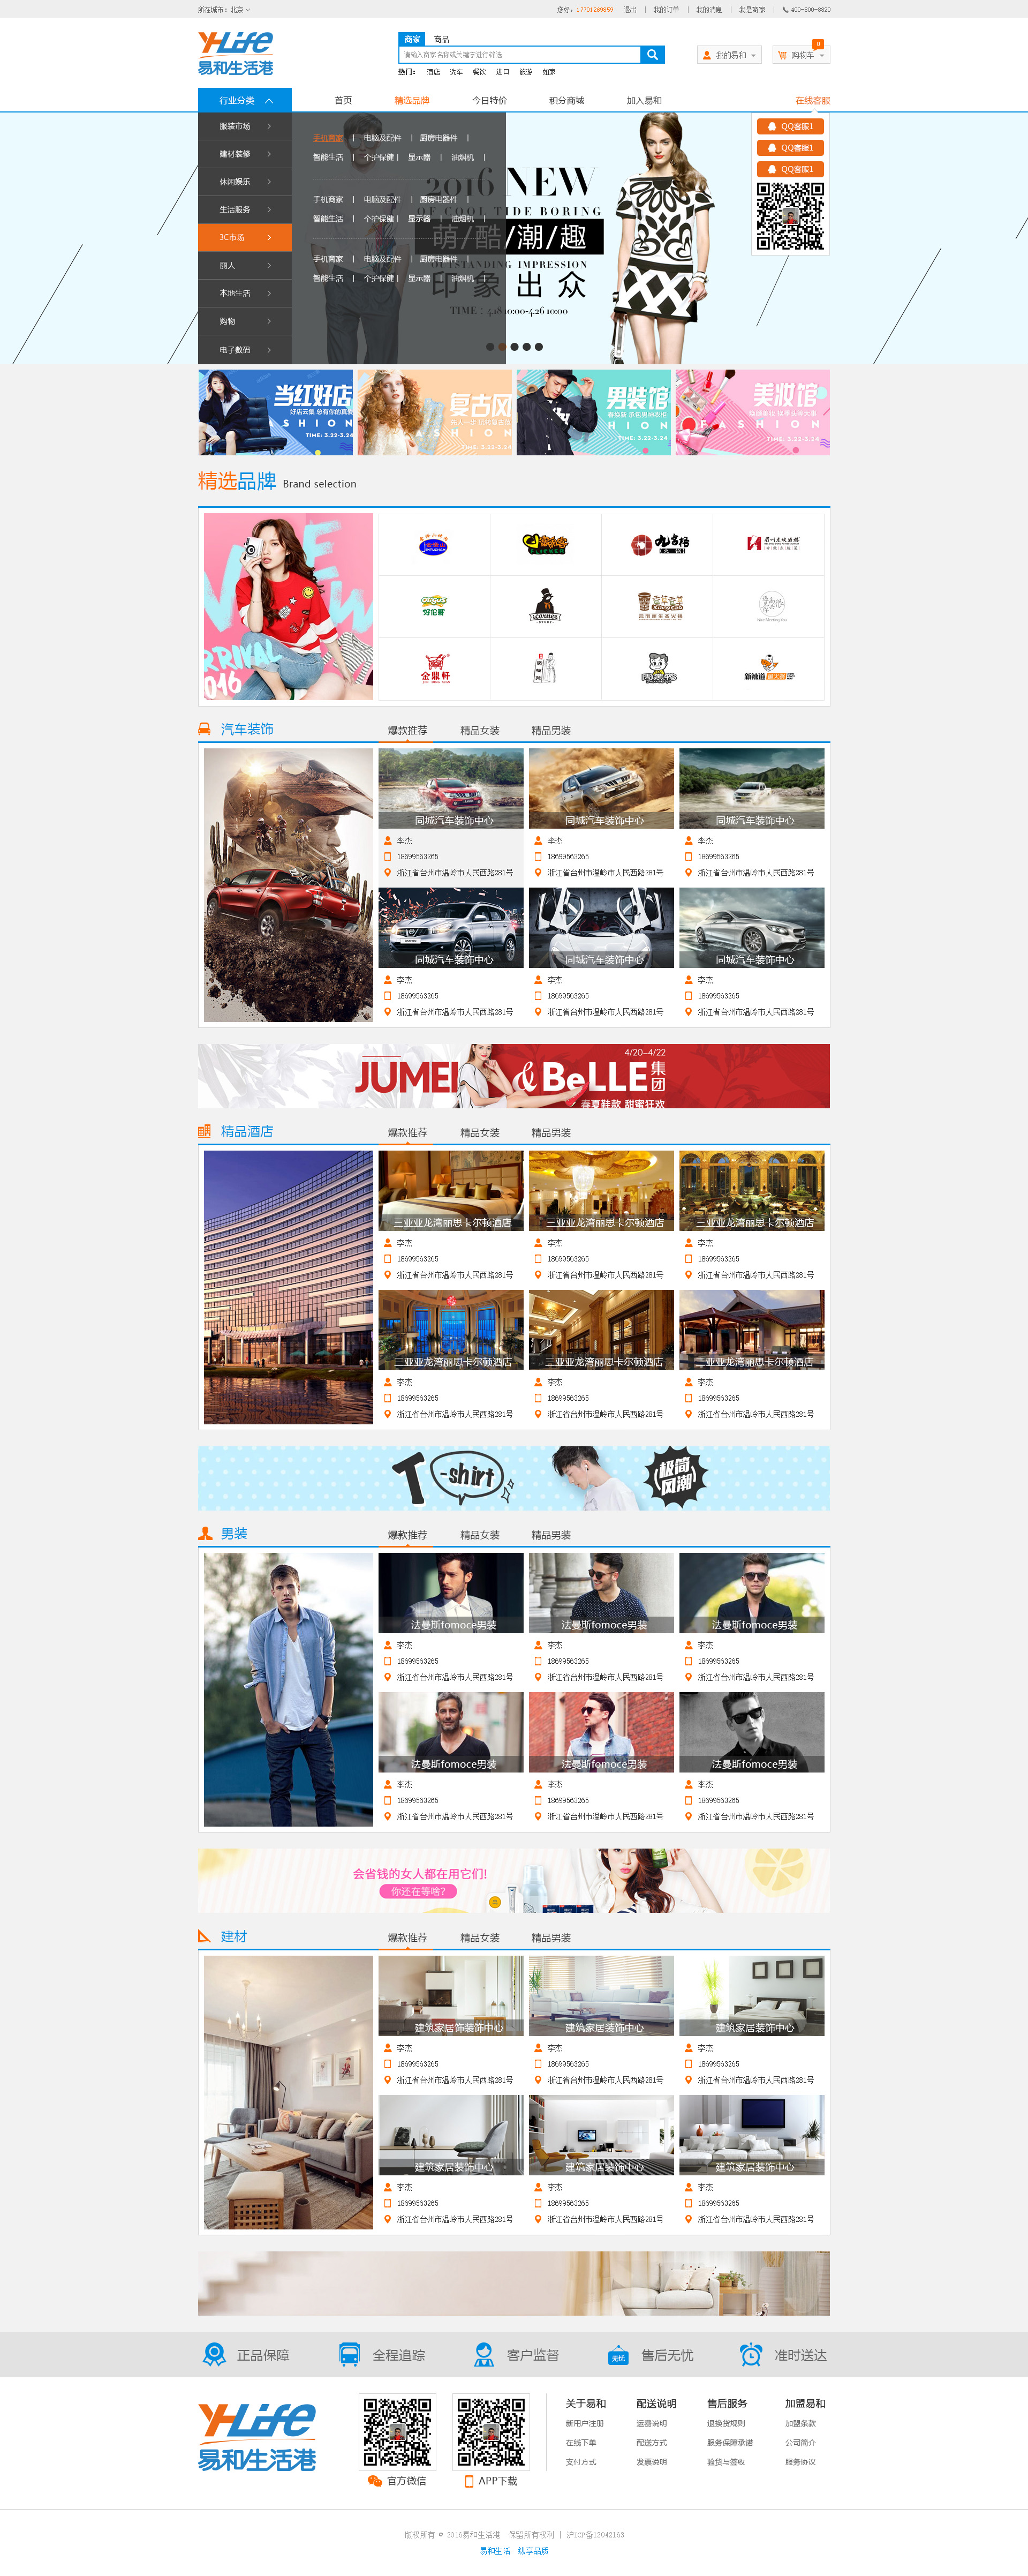 所在城市：北京
您好，17701269859 退出 | 我的订单 | 我的消息 | 我是商家 | 400-800-8820
Y-Life
易和生活港
商家 商品
请输入商家名称或关键字进行筛选
热门： 酒店 洗车 餐饮 进口 旅游 如家
我的易和
购物车 0
行业分类 首页 精选品牌 今日特价 积分商城 加入易和 在线客服
服装市场
建材装修
休闲娱乐
生活服务
3C市场
丽人
本地生活
购物
电子数码
手机商家 | 电脑及配件 | 厨房电器件 |
智能生活 | 个护保健 | 显示器 | 油烟机 |
手机商家 | 电脑及配件 | 厨房电器件 |
智能生活 | 个护保健 | 显示器 | 油烟机 |
手机商家 | 电脑及配件 | 厨房电器件 |
智能生活 | 个护保健 | 显示器 | 油烟机 |
2016 NEW
OF COOL TIDE BORING
萌/酷/潮/趣
OUTSTANDING IMPRESSION
印象出众
TIME : 4.18 10:00-4.26 10:00
QQ客服1
QQ客服1
QQ客服1
当红好店
好店云集 总有你的真爱
FASHION
TIME: 3.22-3.24
复古风
FASHION
TIME: 3.22-3.24
男装馆
FASHION
TIME: 3.22-3.24
美妆馆
FASHION
TIME: 3.22-3.24
精选品牌 Brand selection
2016
九宫格
眉州东坡酒楼
好伦哥
金鼎轩
新辣道
汽车装饰 爆款推荐 精品女装 精品男装
同城汽车装饰中心 同城汽车装饰中心 同城汽车装饰中心
李杰 李杰 李杰
18699563265 18699563265 18699563265
浙江省台州市温岭市人民西路281号 浙江省台州市温岭市人民西路281号 浙江省台州市温岭市人民西路281号
同城汽车装饰中心 同城汽车装饰中心 同城汽车装饰中心
李杰 李杰 李杰
18699563265 18699563265 18699563265
浙江省台州市温岭市人民西路281号 浙江省台州市温岭市人民西路281号 浙江省台州市温岭市人民西路281号
4/20-4/22
JUMEI & BeLLE 集团
春夏鞋款 甜蜜狂欢
精品酒店 爆款推荐 精品女装 精品男装
三亚亚龙湾丽思卡尔顿酒店 三亚亚龙湾丽思卡尔顿酒店 三亚亚龙湾丽思卡尔顿酒店
李杰 李杰 李杰
18699563265 18699563265 18699563265
浙江省台州市温岭市人民西路281号 浙江省台州市温岭市人民西路281号 浙江省台州市温岭市人民西路281号
三亚亚龙湾丽思卡尔顿酒店 三亚亚龙湾丽思卡尔顿酒店 三亚亚龙湾丽思卡尔顿酒店
李杰 李杰 李杰
18699563265 18699563265 18699563265
浙江省台州市温岭市人民西路281号 浙江省台州市温岭市人民西路281号 浙江省台州市温岭市人民西路281号
T-shirt
极简风潮
男装 爆款推荐 精品女装 精品男装
法曼斯fomoce男装 法曼斯fomoce男装 法曼斯fomoce男装
李杰 李杰 李杰
18699563265 18699563265 18699563265
浙江省台州市温岭市人民西路281号 浙江省台州市温岭市人民西路281号 浙江省台州市温岭市人民西路281号
法曼斯fomoce男装 法曼斯fomoce男装 法曼斯fomoce男装
李杰 李杰 李杰
18699563265 18699563265 18699563265
浙江省台州市温岭市人民西路281号 浙江省台州市温岭市人民西路281号 浙江省台州市温岭市人民西路281号
会省钱的女人都在用它们!
你还在等啥?
建材 爆款推荐 精品女装 精品男装
建筑家居饰装饰中心 建筑家居装饰中心 建筑家居装饰中心
李杰 李杰 李杰
18699563265 18699563265 18699563265
浙江省台州市温岭市人民西路281号 浙江省台州市温岭市人民西路281号 浙江省台州市温岭市人民西路281号
建筑家居装饰中心 建筑家居装饰中心 建筑家居装饰中心
李杰 李杰 李杰
18699563265 18699563265 18699563265
浙江省台州市温岭市人民西路281号 浙江省台州市温岭市人民西路281号 浙江省台州市温岭市人民西路281号
正品保障 全程追踪 客户监督 无忧 售后无忧 准时送达
Y-Life
易和生活港
官方微信 APP下载
关于易和 配送说明 售后服务 加盟易和
新用户注册 运费说明 退换货规则 加盟条款
在线下单 配送方式 服务保障承诺 公司简介
支付方式 发票说明 验货与签收 服务协议
版权所有 © 2016易和生活港 保留所有权利 | 沪ICP备12042163
易和生活 钛享品质